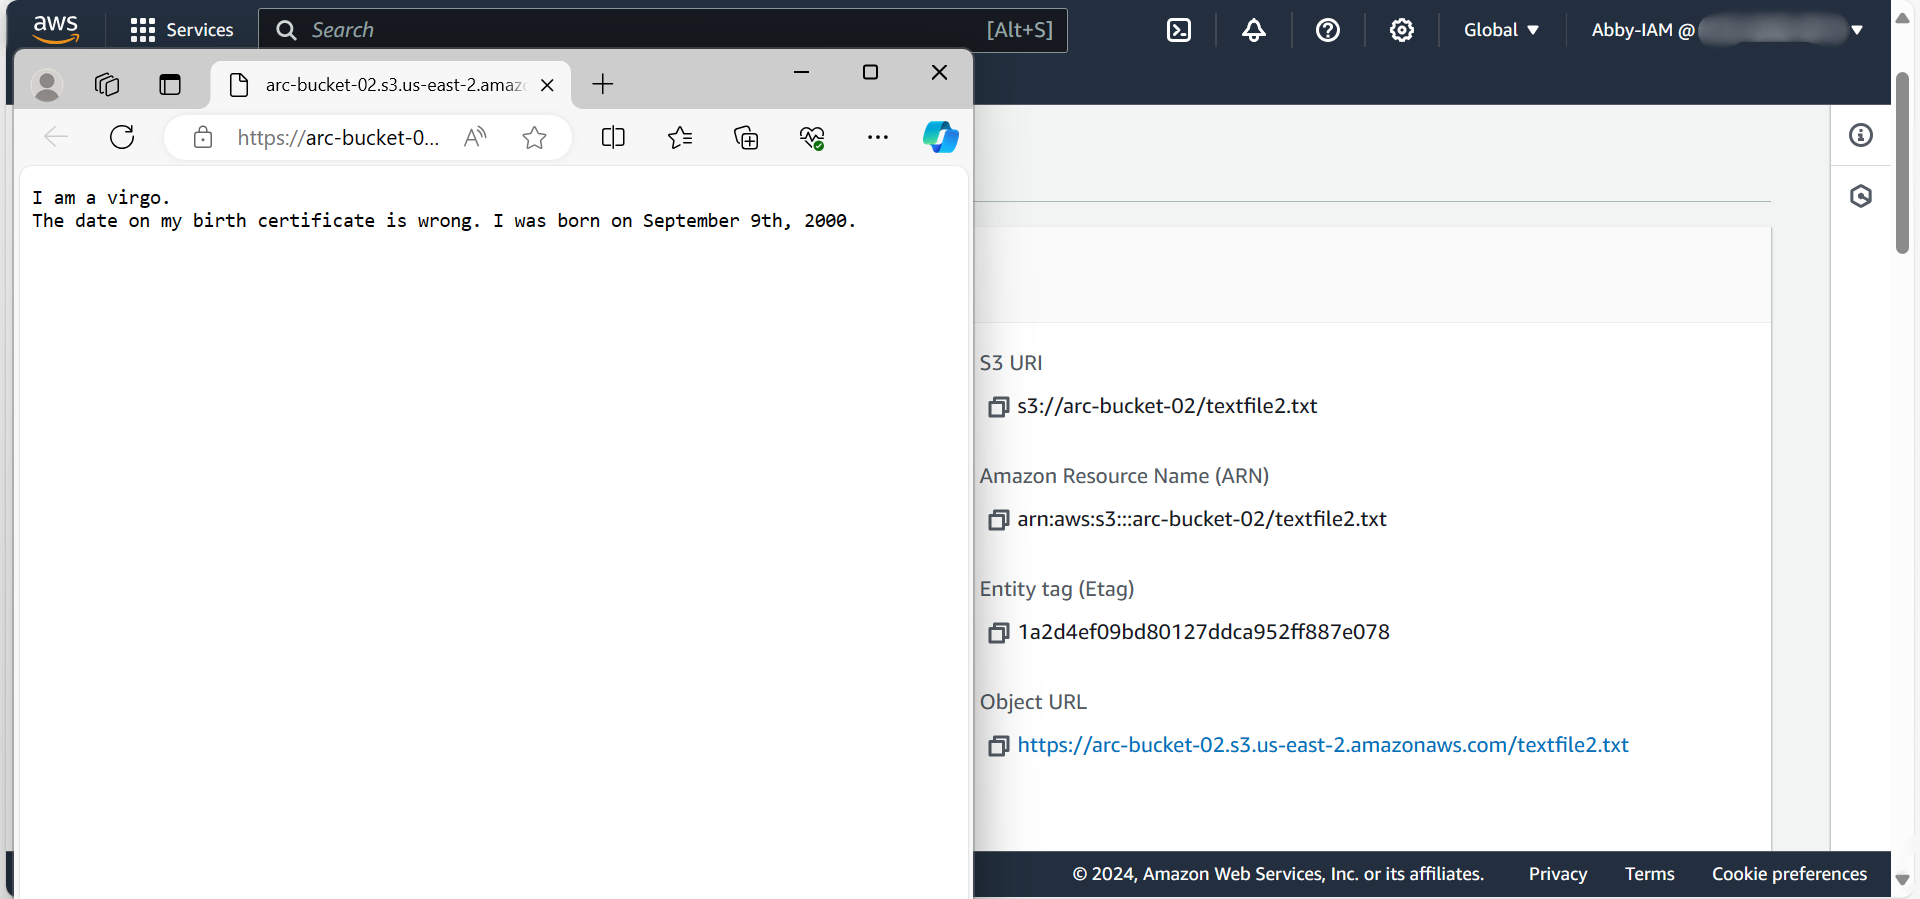 aws
Services
Search
[Alt+S]
Global
Abby-IAM @
arc-bucket-02.s3.us-east-2.amaz
https://arc-bucket-0...
I am a virgo.
The date on my birth certificate is wrong. I was born on September 9th, 2000.
S3 URI
s3://arc-bucket-02/textfile2.txt
Amazon Resource Name (ARN)
arn:aws:s3:::arc-bucket-02/textfile2.txt
Entity tag (Etag)
1a2d4ef09bd80127ddca952ff887e078
Object URL
https://arc-bucket-02.s3.us-east-2.amazonaws.com/textfile2.txt
© 2024, Amazon Web Services, Inc. or its affiliates.
Privacy
Terms
Cookie preferences